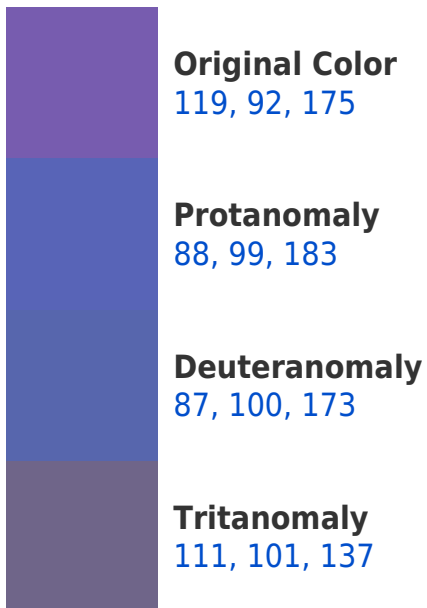 Original Color
119, 92, 175
Protanomaly
88, 99, 183
Deuteranomaly
87, 100, 173
Tritanomaly
111, 101, 137